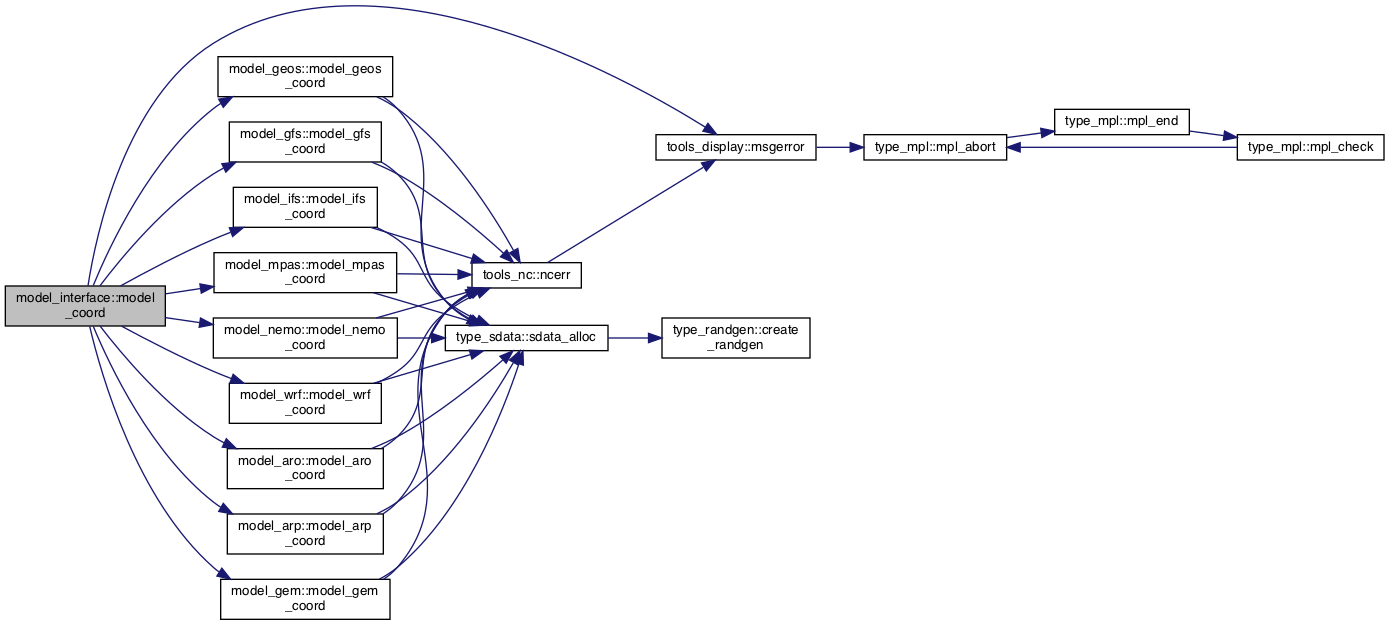 model_interface::model
_coord
model_geos::model_geos
_coord
model_gfs::model_gfs
_coord
model_ifs::model_ifs
_coord
model_mpas::model_mpas
_coord
model_nemo::model_nemo
_coord
model_wrf::model_wrf
_coord
model_aro::model_aro
_coord
model_arp::model_arp
_coord
model_gem::model_gem
_coord
tools_nc::ncerr
type_sdata::sdata_alloc
tools_display::msgerror
type_randgen::create
_randgen
type_mpl::mpl_abort
type_mpl::mpl_end
type_mpl::mpl_check